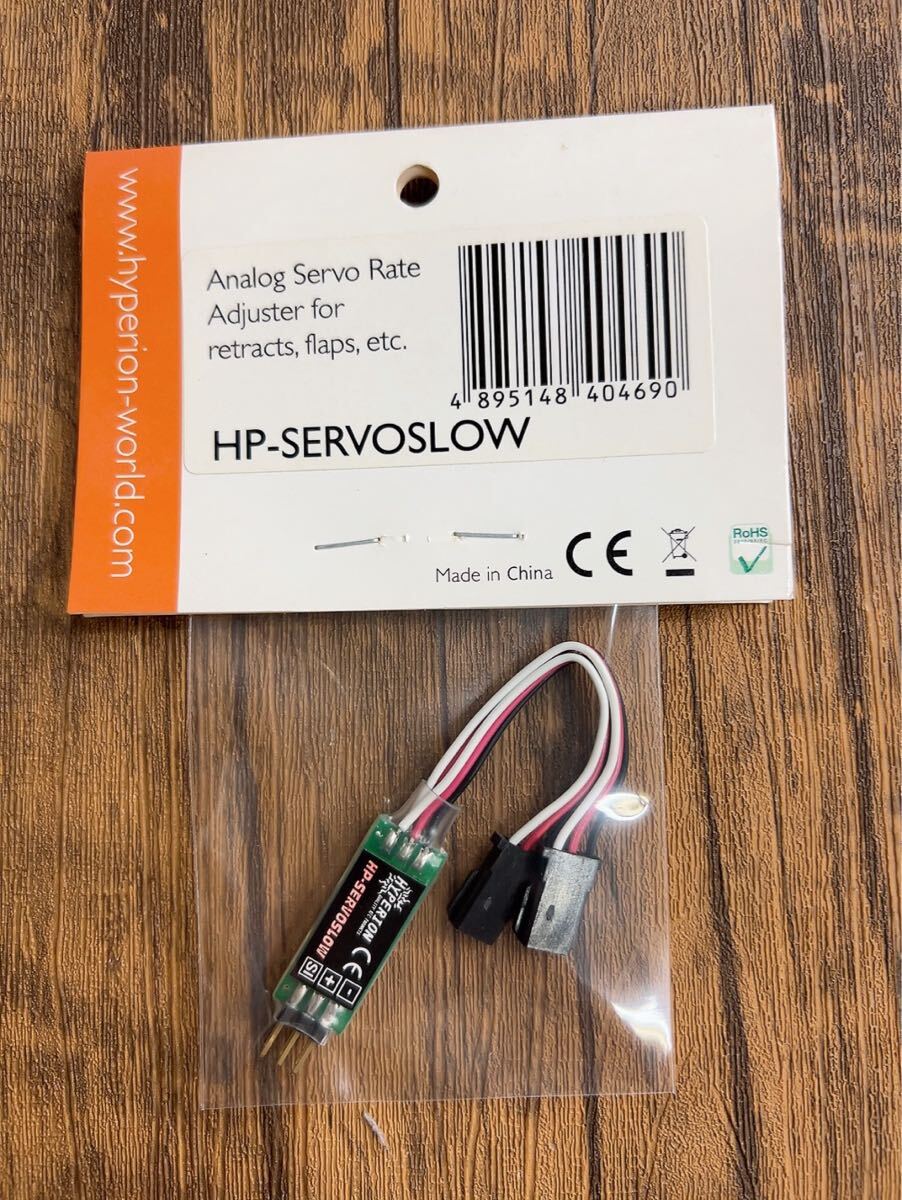 www.hyperion-world.com
Analog Servo Rate
Adjuster for
retracts, flaps, etc.
4 895148 404690
HP-SERVOSLOW
Made in China
CE
RoHS
HYPERION
CE
HP-SERVOSLOW
Si + -